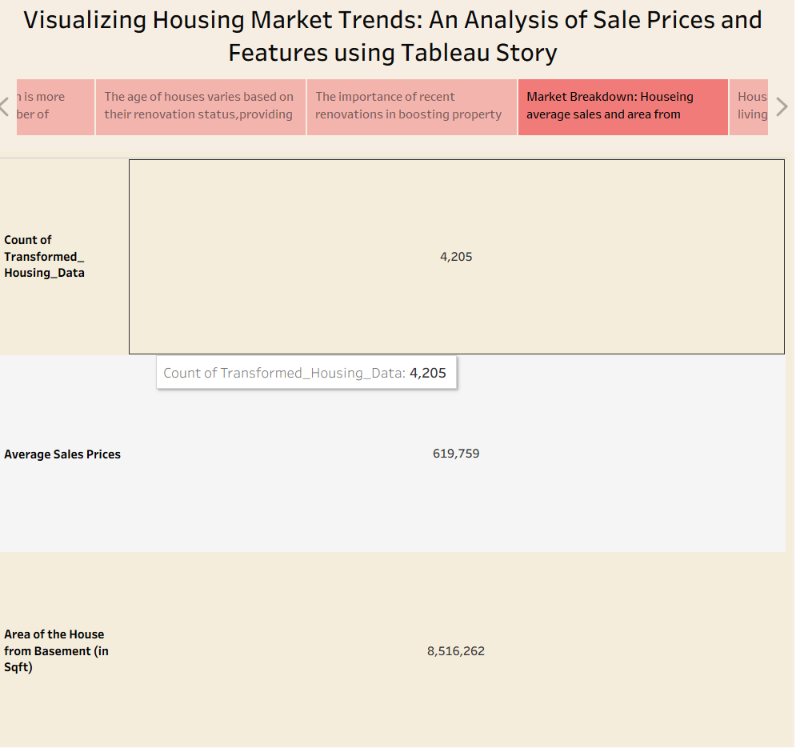 Visualizing Housing Market Trends: An Analysis of Sale Prices and
Features using Tableau Story
is more
ber of
The age of houses varies based on
their renovation status,providing
The importance of recent
renovations in boosting property
Market Breakdown: Houseing
average sales and area from
Hous
living
Count of
Transformed_
Housing_Data
4,205
Count of Transformed_Housing_Data: 4,205
Average Sales Prices
619,759
Area of the House
from Basement (in
Sqft)
8,516,262